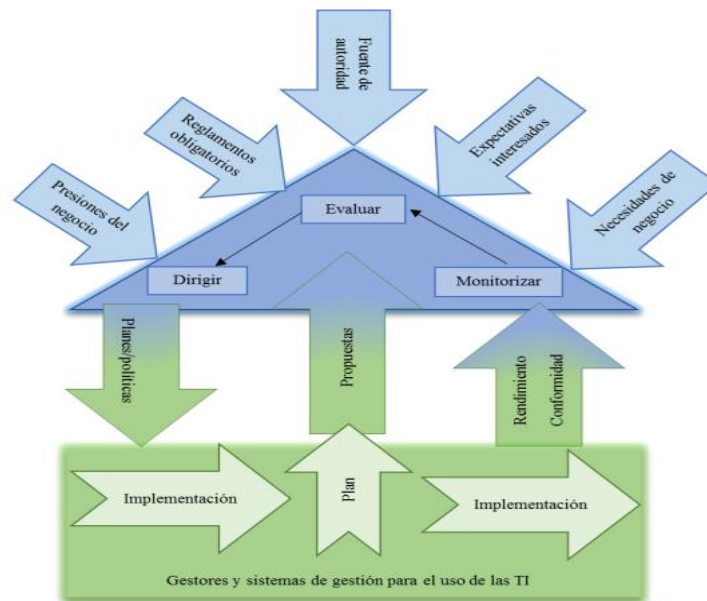 Fuente de
autoridad
Reglamentos
obligatorios
Expectativas
interesados
Presiones del
negocio
Necesidades de
negocio
Evaluar
Dirigir
Monitorizar
Planes/políticas
Propuestas
Rendimiento
Conformidad
Implementación
Plan
Implementación
Gestores y sistemas de gestión para el uso de las TI